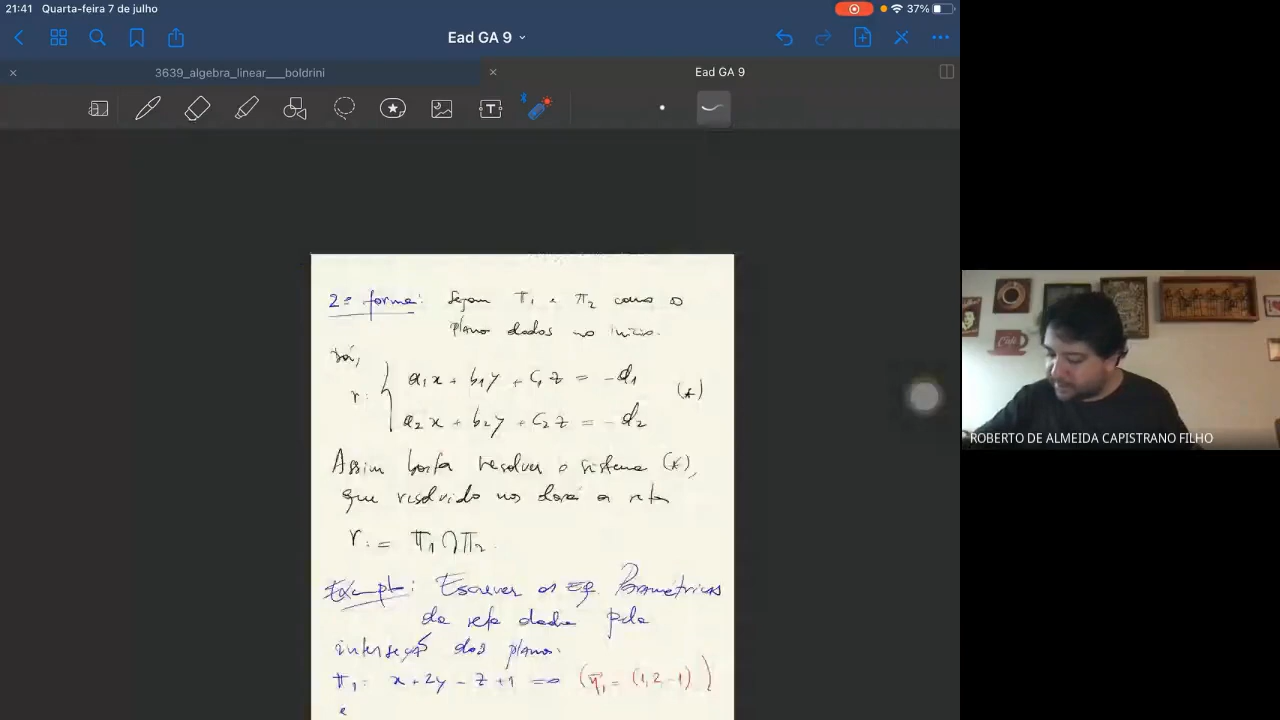 21:41 Quarta-feira 7 de julho
37%
Ead GA 9
3639_algebra_linear___boldrini
Ead GA 9
T
2ª forma: Sejam π₁ e π₂ como o
plano dados no início.
r: { a₁x + b₁y + c₁z = -d₁
a₂x + b₂y + c₂z = -d₂ (*)
Assim basta resolver o sistema (*),
que resolvido nos dará a reta
r: = π₁∩π₂.
Exemplo: Escrever as Eq. Paramétricas
da reta dada pela
interseção dos planos.
π₁: x + 2y - z + 1 => (η₁ = (1,2-1))
e
ROBERTO DE ALMEIDA CAPISTRANO FILHO
Café